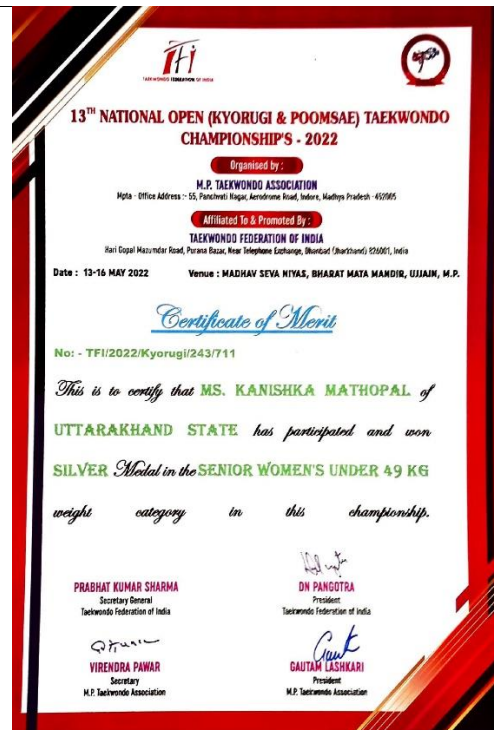 TFI
TAEKWONDO FEDERATION OF INDIA
13TH NATIONAL OPEN (KYORUGI & POOMSAE) TAEKWONDO
CHAMPIONSHIP'S - 2022
Organised by :
M.P. TAEKWONDO ASSOCIATION
Mpta - Office Address :- 55, Panchvati Nagar, Aerodrome Road, Indore, Madhya Pradesh -452005
Affiliated To & Promoted By :
TAEKWONDO FEDERATION OF INDIA
Hari Gopal Mazumdar Road, Purana Bazar, Near Telephone Exchange, Dhanbad (Jharkhand) 826001, India
Date : 13-16 MAY 2022 Venue : MADHAV SEVA NIYAS, BHARAT MATA MANDIR, UJJAIN, M.P.
Certificate of Merit
No: - TFI/2022/Kyorugi/243/711
This is to certify that MS. KANISHKA MATHOPAL of
UTTARAKHAND STATE has participated and won
SILVER Medal in the SENIOR WOMEN'S UNDER 49 KG
weight category in this championship.
PRABHAT KUMAR SHARMA
Secretary General
Taekwondo Federation of India
DN PANGOTRA
President
Taekwondo Federation of India
VIRENDRA PAWAR
Secretary
M.P. Taekwondo Association
GAUTAM LASHKARI
President
M.P. Taekwondo Association